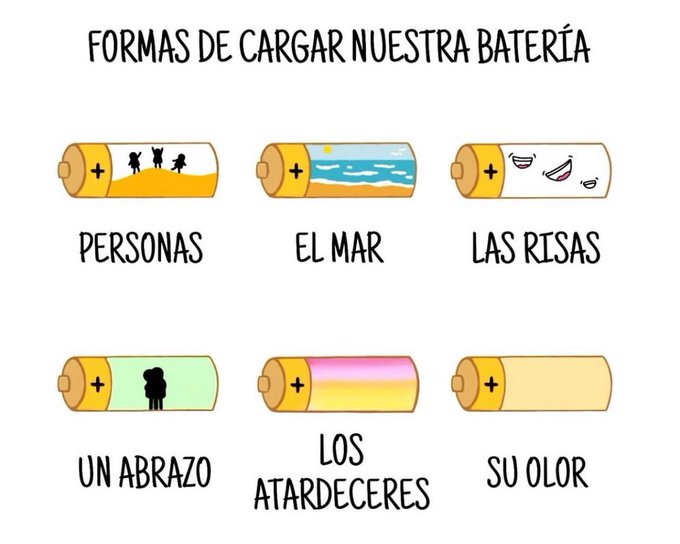 FORMAS DE CARGAR NUESTRA BATERÍA
+ + +
PERSONAS EL MAR LAS RISAS
+ + +
UN ABRAZO LOS ATARDECERES SU OLOR